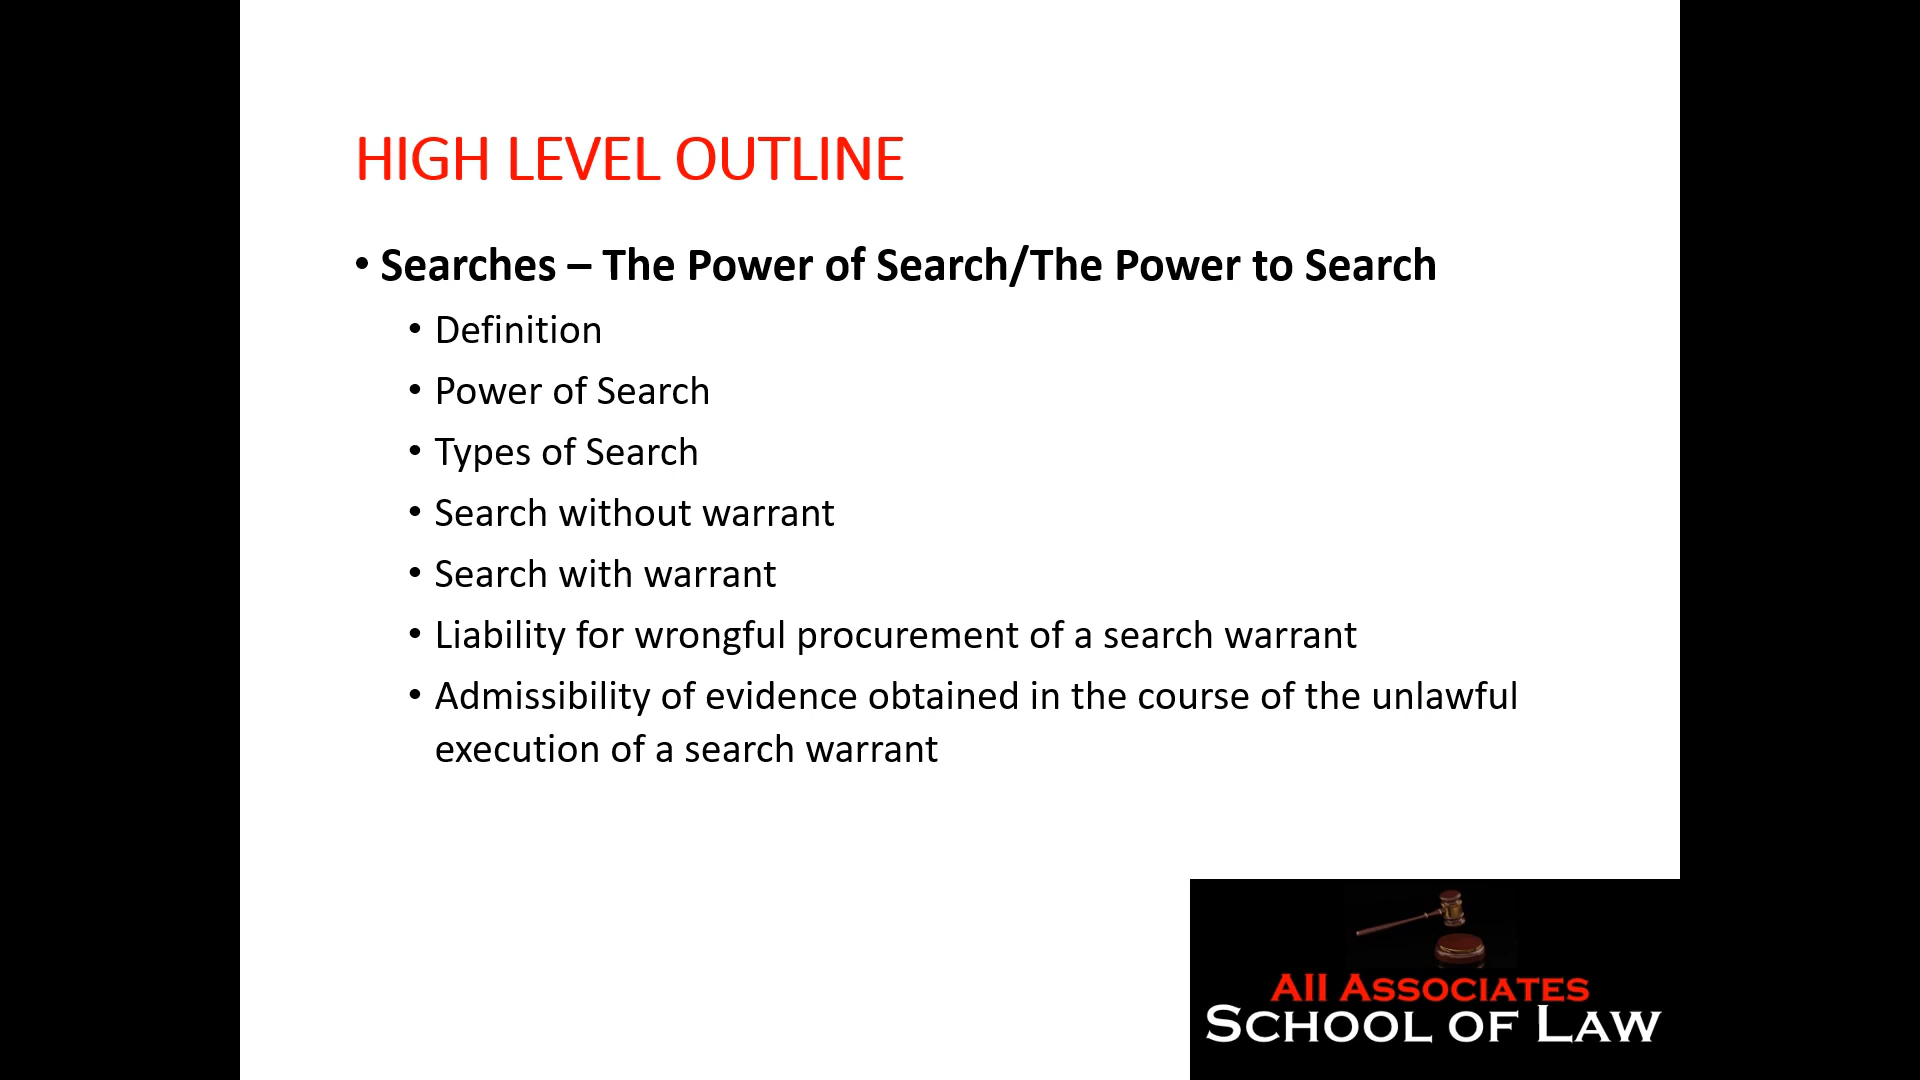 HIGH LEVEL OUTLINE
• Searches – The Power of Search/The Power to Search
• Definition
• Power of Search
• Types of Search
• Search without warrant
• Search with warrant
• Liability for wrongful procurement of a search warrant
• Admissibility of evidence obtained in the course of the unlawful
execution of a search warrant
All Associates
School of Law